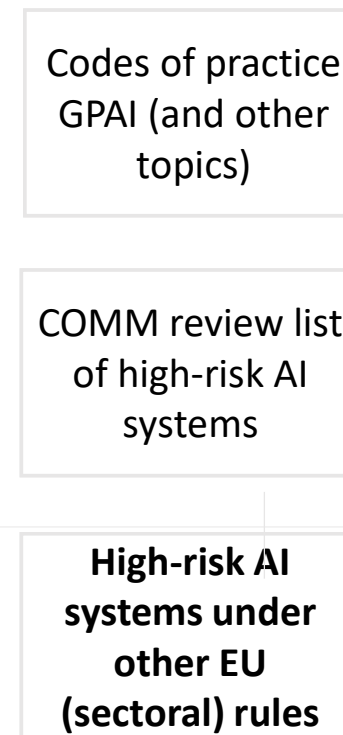 Codes of practice
GPAI (and other
topics)
COMM review list
of high-risk AI
systems
High-risk AI
systems under
other EU
(sectoral) rules